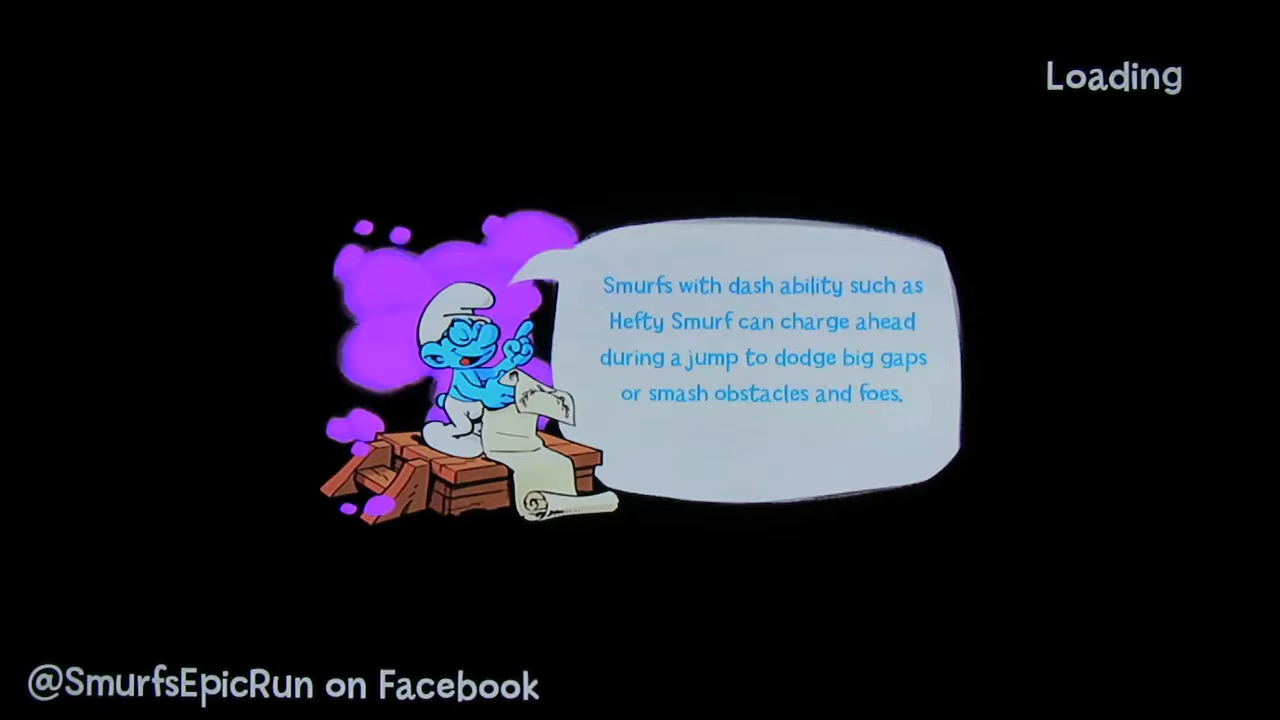 Loading
Smurfs with dash ability such as
Hefty Smurf can charge ahead
during a jump to dodge big gaps
or smash obstacles and foes.
@SmurfsEpicRun on Facebook